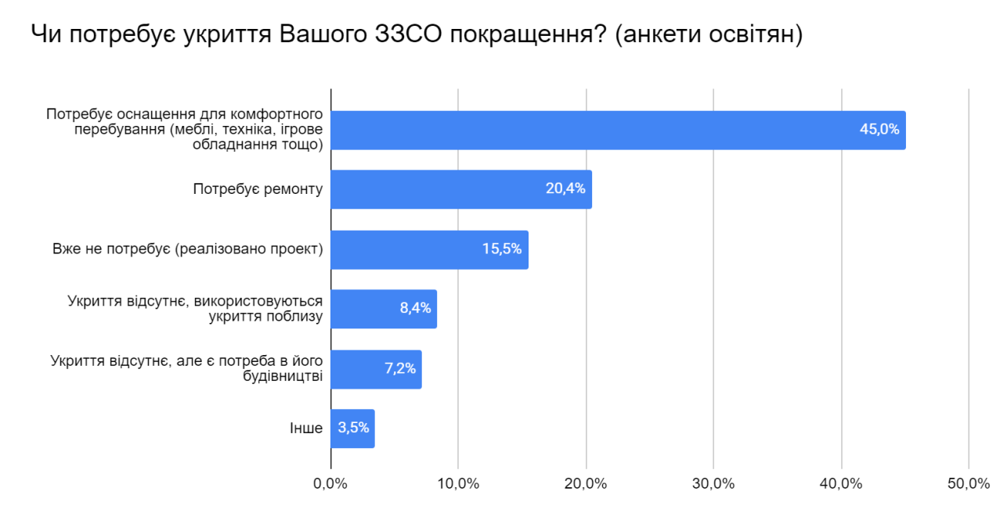 Чи потребує укриття Вашого ЗЗСО покращення? (анкети освітян)
Потребує оснащення для комфортного
перебування (меблі, техніка, ігрове
обладнання тощо)
45,0%
Потребує ремонту
20,4%
Вже не потребує (реалізовано проект)
15,5%
Укриття відсутнє, використовуються
укриття поблизу
8,4%
Укриття відсутнє, але є потреба в його
будівництві
7,2%
Інше
3,5%
0,0%
10,0%
20,0%
30,0%
40,0%
50,0%